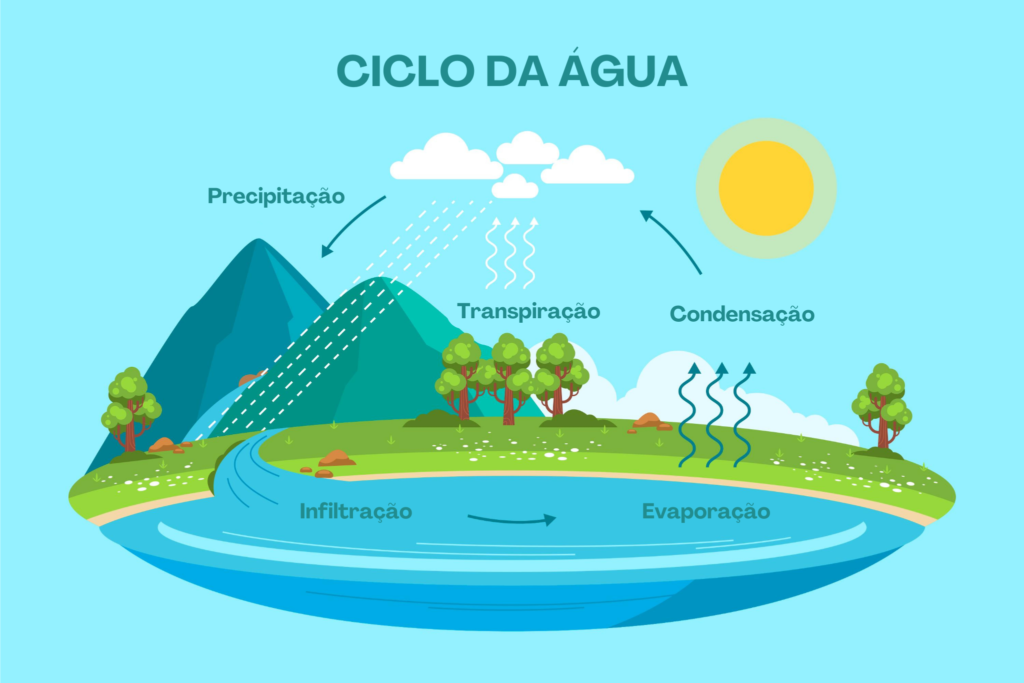 CICLO DA ÁGUA
Precipitação
Transpiração
Condensação
Infiltração
Evaporação